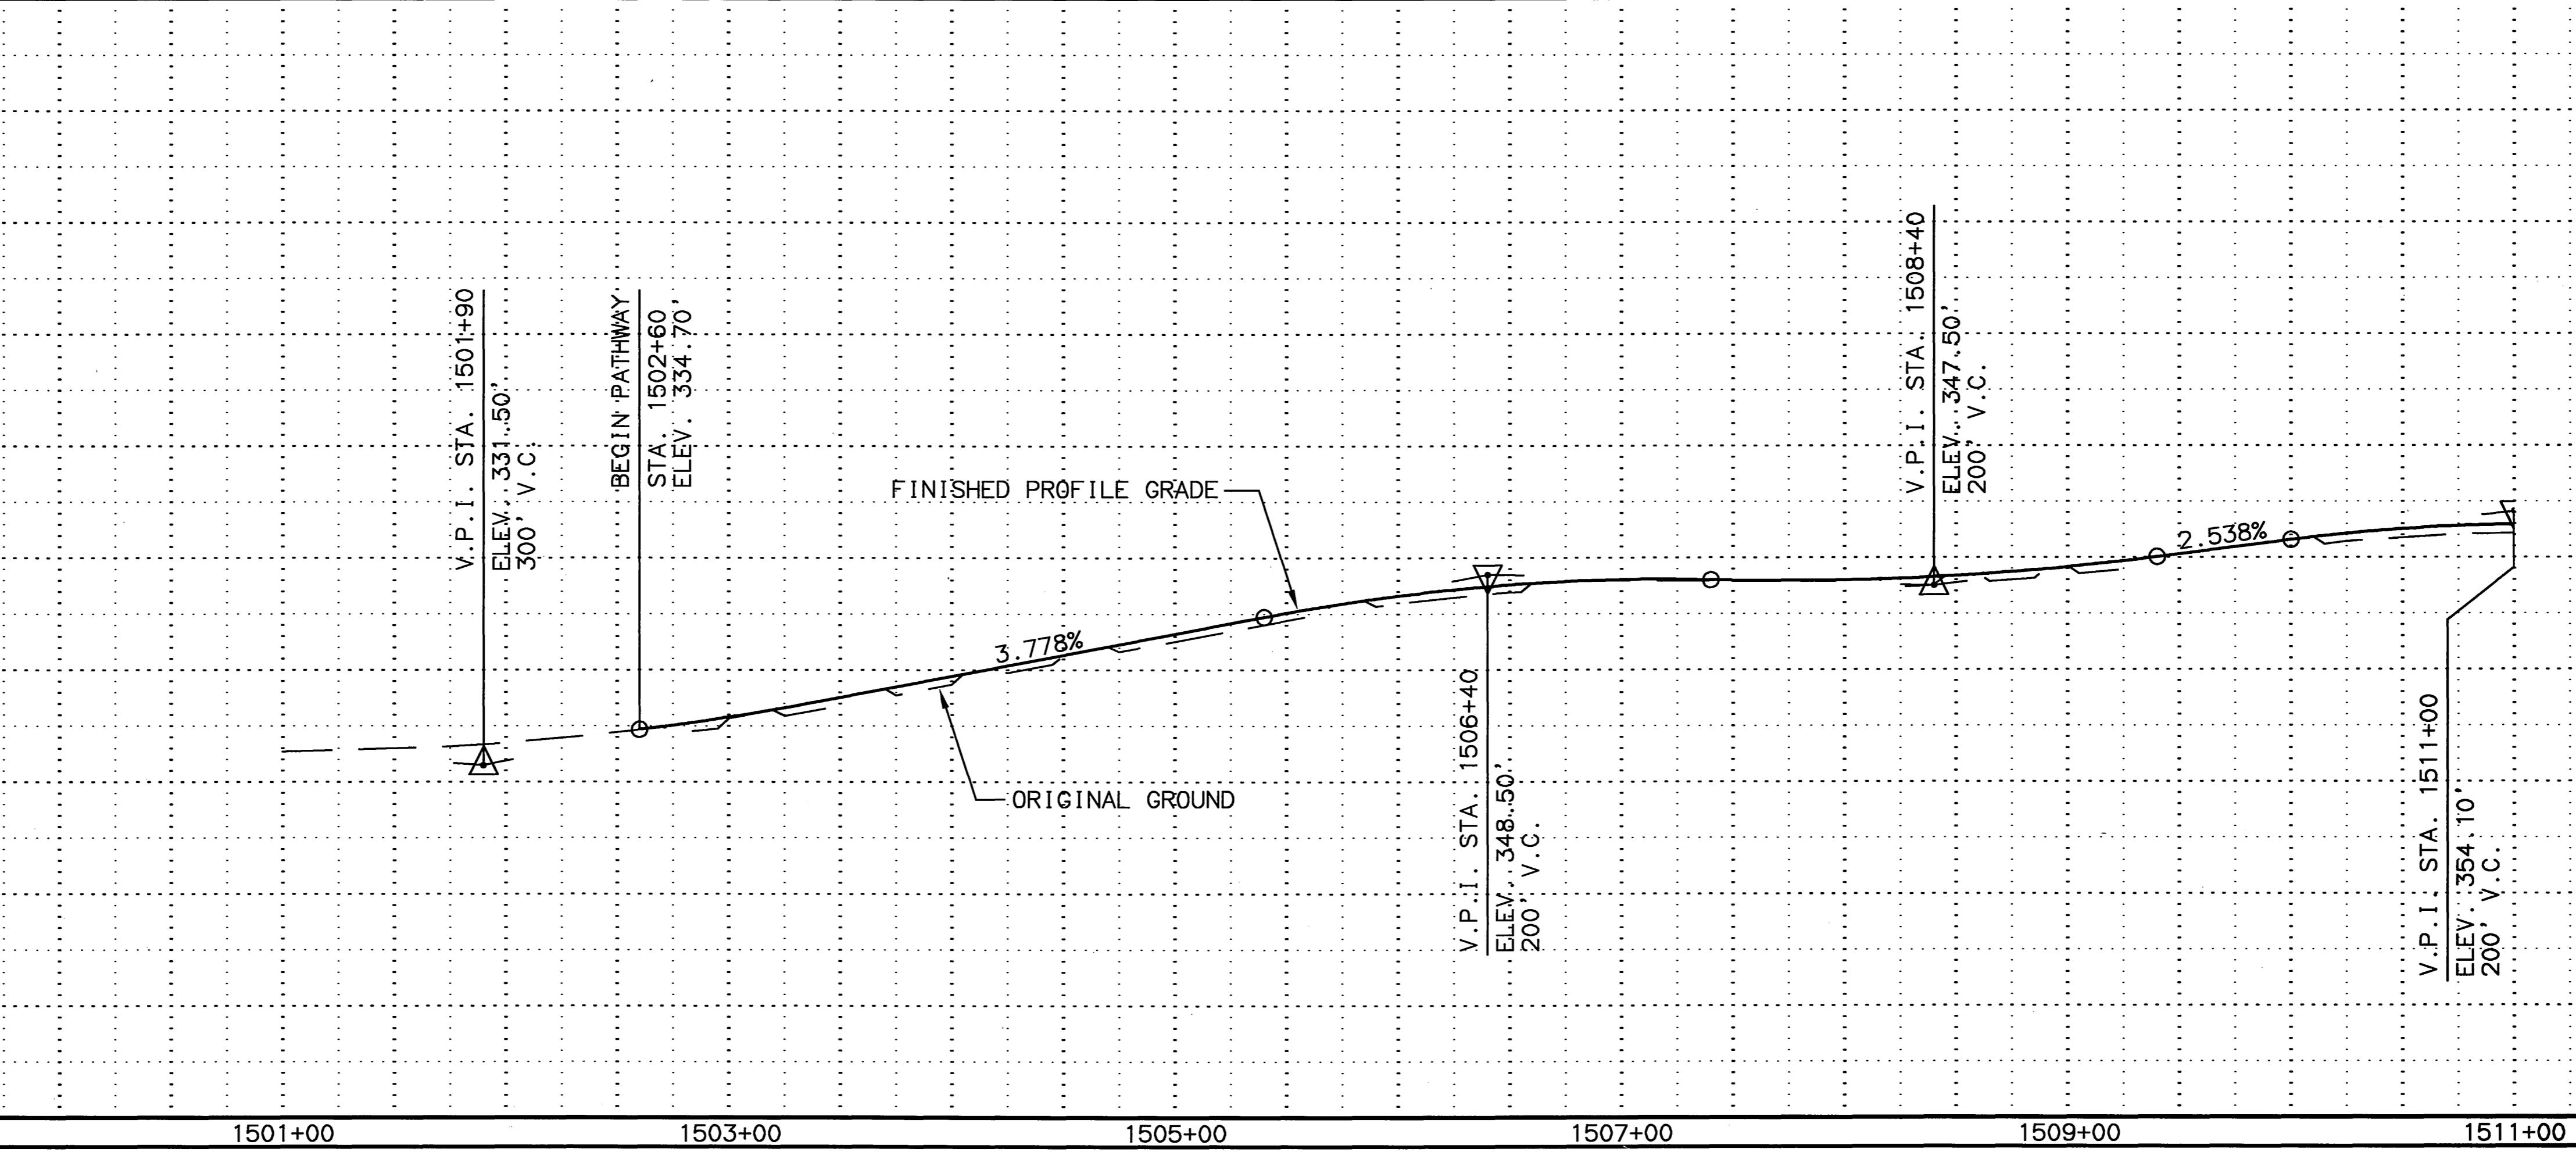 V.P.I. STA. 1501+90
ELEV. 331.50'
300' V.C.
BEGIN PATHWAY
STA. 1502+60
ELEV. 334.70'
FINISHED PROFILE GRADE
3.778%
ORIGINAL GROUND
V.P.I. STA. 1506+40
ELEV. 348.50'
200' V.C.
V.P.I. STA. 1508+40
ELEV. 347.50'
200' V.C.
2.538%
V.P.I. STA. 1511+00
ELEV. 354.10'
200' V.C.
1501+00
1503+00
1505+00
1507+00
1509+00
1511+00